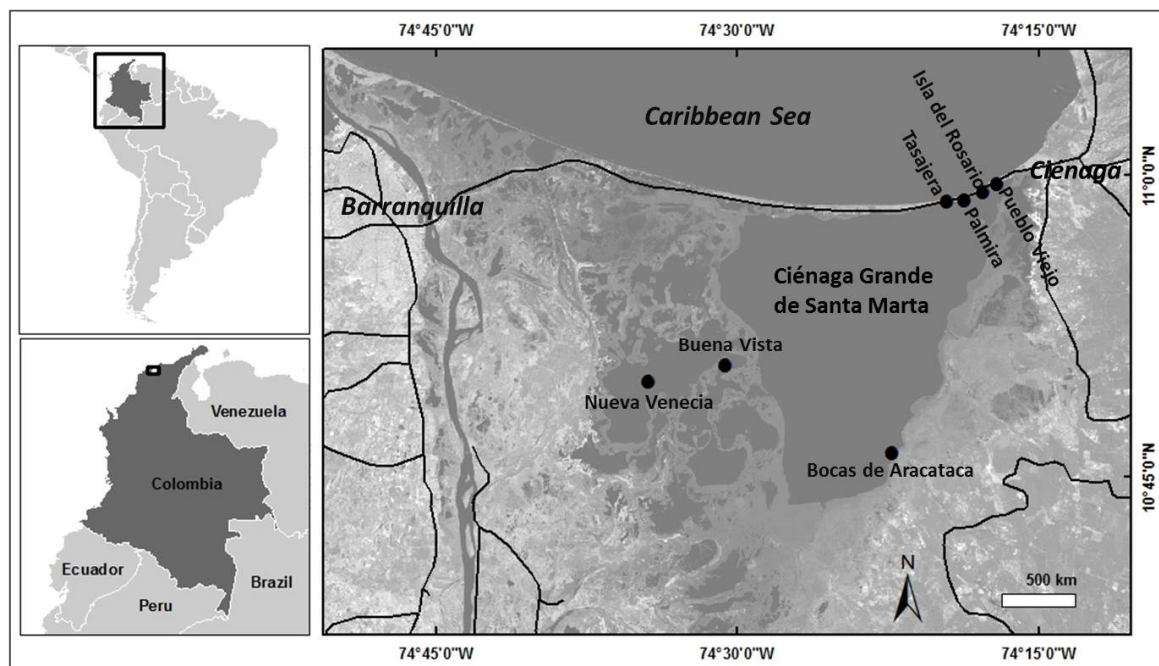 74°45'0"W
74°30'0"W
74°15'0"W
Caribbean Sea
Isla del Rosario
Tasajera
Cienaga
Barranquilla
Palmira
Pueblo Viejo
11°0'0"N
Ciénaga Grande
de Santa Marta
Buena Vista
Nueva Venecia
Bocas de Aracataca
10°45'0"N
N
500 km
Venezuela
Colombia
Ecuador
Peru
Brazil
74°45'0"W
74°30'0"W
74°15'0"W